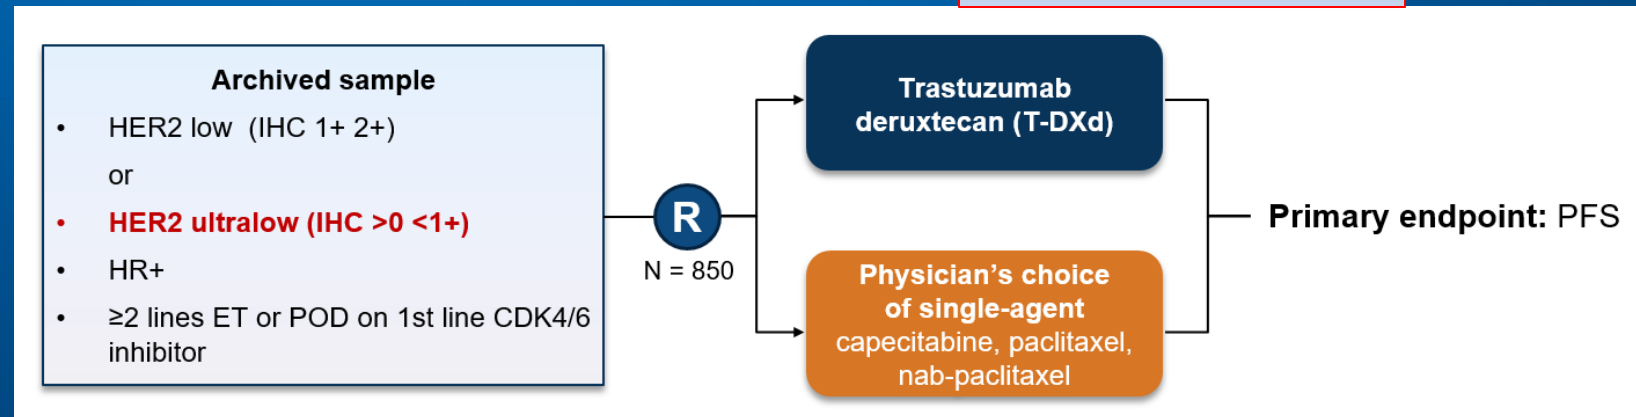 Archived sample
• HER2 low (IHC 1+ 2+)
or
• HER2 ultralow (IHC >0 <1+)
• HR+
• ≥2 lines ET or POD on 1st line CDK4/6
inhibitor
R
N = 850
Trastuzumab
deruxtecan (T-DXd)
Physician’s choice
of single-agent
capecitabine, paclitaxel,
nab-paclitaxel
Primary endpoint: PFS